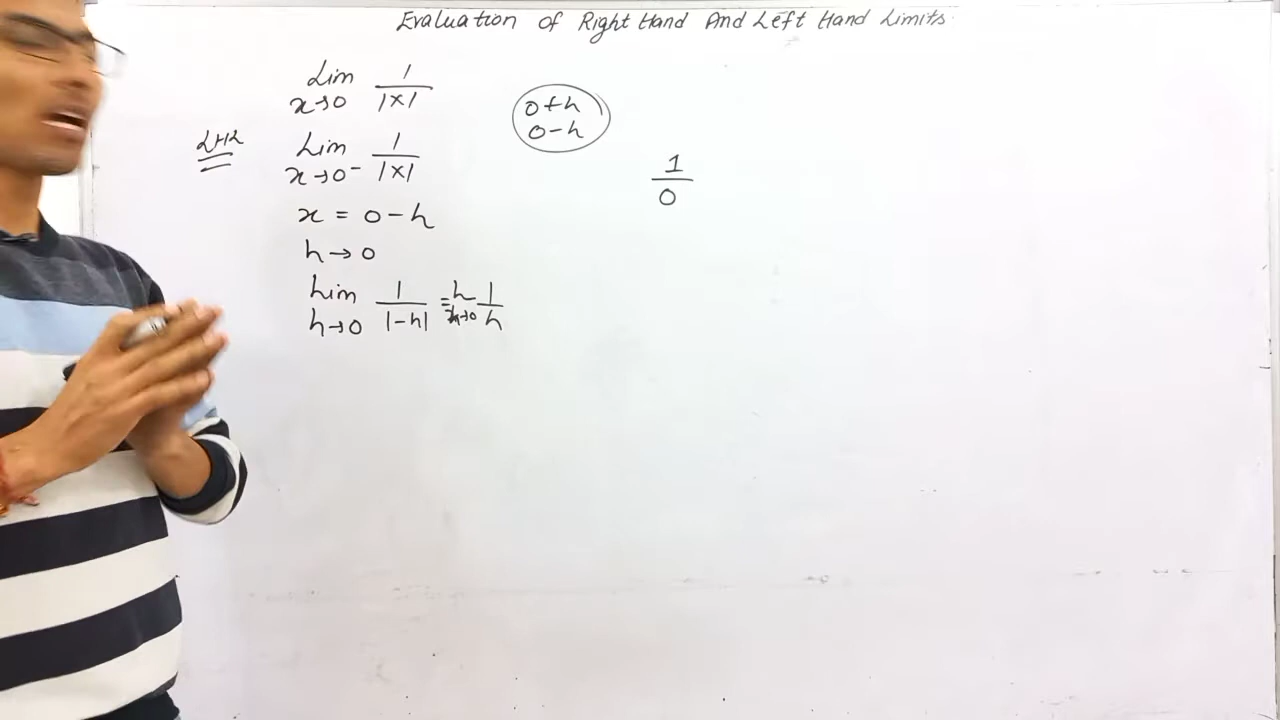 Evaluation of Right Hand And Left Hand Limits.
Lim x→0 1/|x|
0+h
0-h
LHL Lim x→0- 1/|x|
1/0
x = 0-h
h→0
Lim h→0 1/|-h| = h→0 1/h